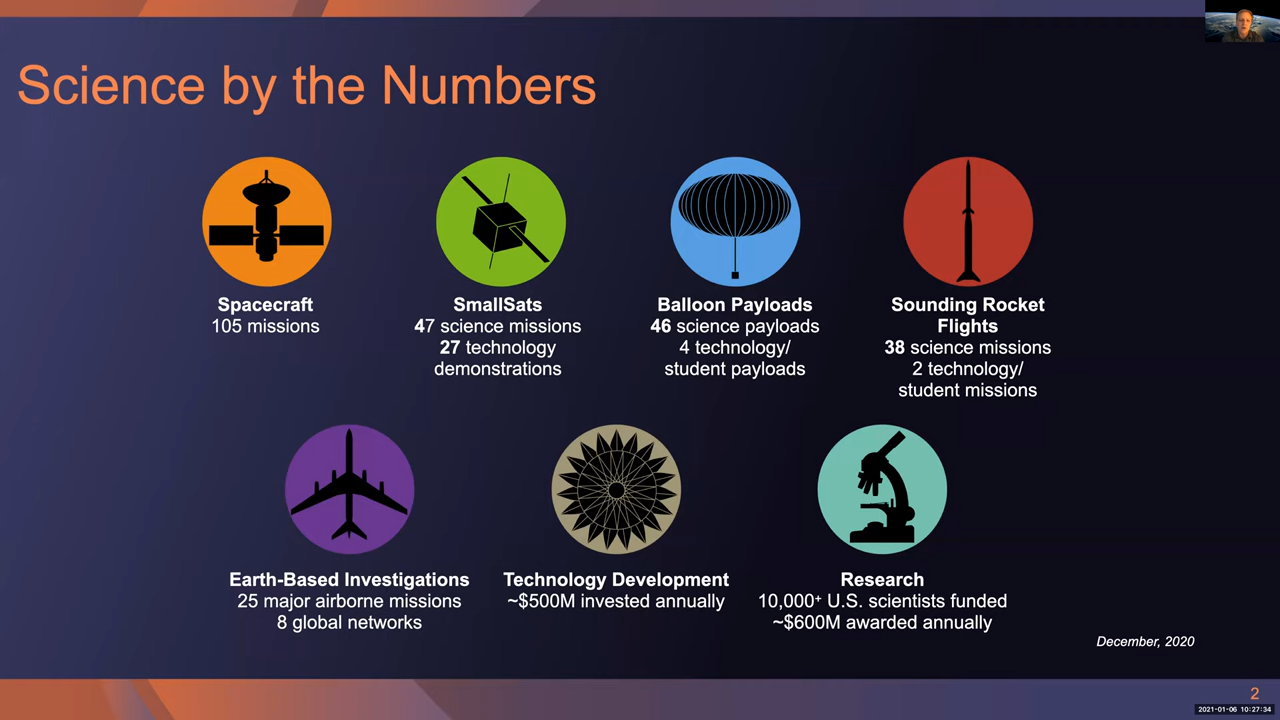 Science by the Numbers
Spacecraft
105 missions
SmallSats
47 science missions
27 technology
demonstrations
Balloon Payloads
46 science payloads
4 technology/
student payloads
Sounding Rocket
Flights
38 science missions
2 technology/
student missions
Earth-Based Investigations
25 major airborne missions
8 global networks
Technology Development
~$500M invested annually
Research
10,000⁺ U.S. scientists funded
~$600M awarded annually
December, 2020
2
2021-01-06 10:27:34